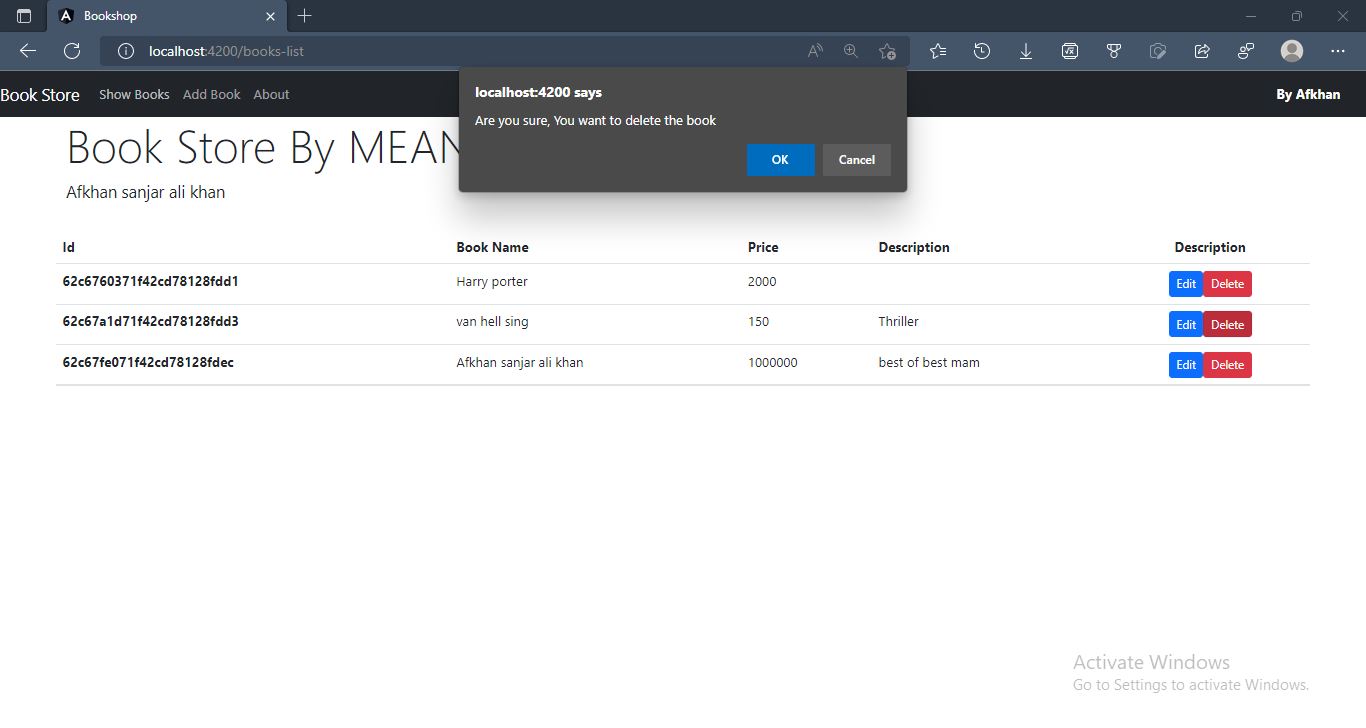 Bookshop
localhost:4200/books-list
Book Store Show Books Add Book About By Afkhan
localhost:4200 says
Are you sure, You want to delete the book
OK Cancel
Book Store By MEAN
Afkhan sanjar ali khan
Id Book Name Price Description Description
62c6760371f42cd78128fdd1 Harry porter 2000 Edit Delete
62c67a1d71f42cd78128fdd3 van hell sing 150 Thriller Edit Delete
62c67fe071f42cd78128fdec Afkhan sanjar ali khan 1000000 best of best mam Edit Delete
Activate Windows
Go to Settings to activate Windows.